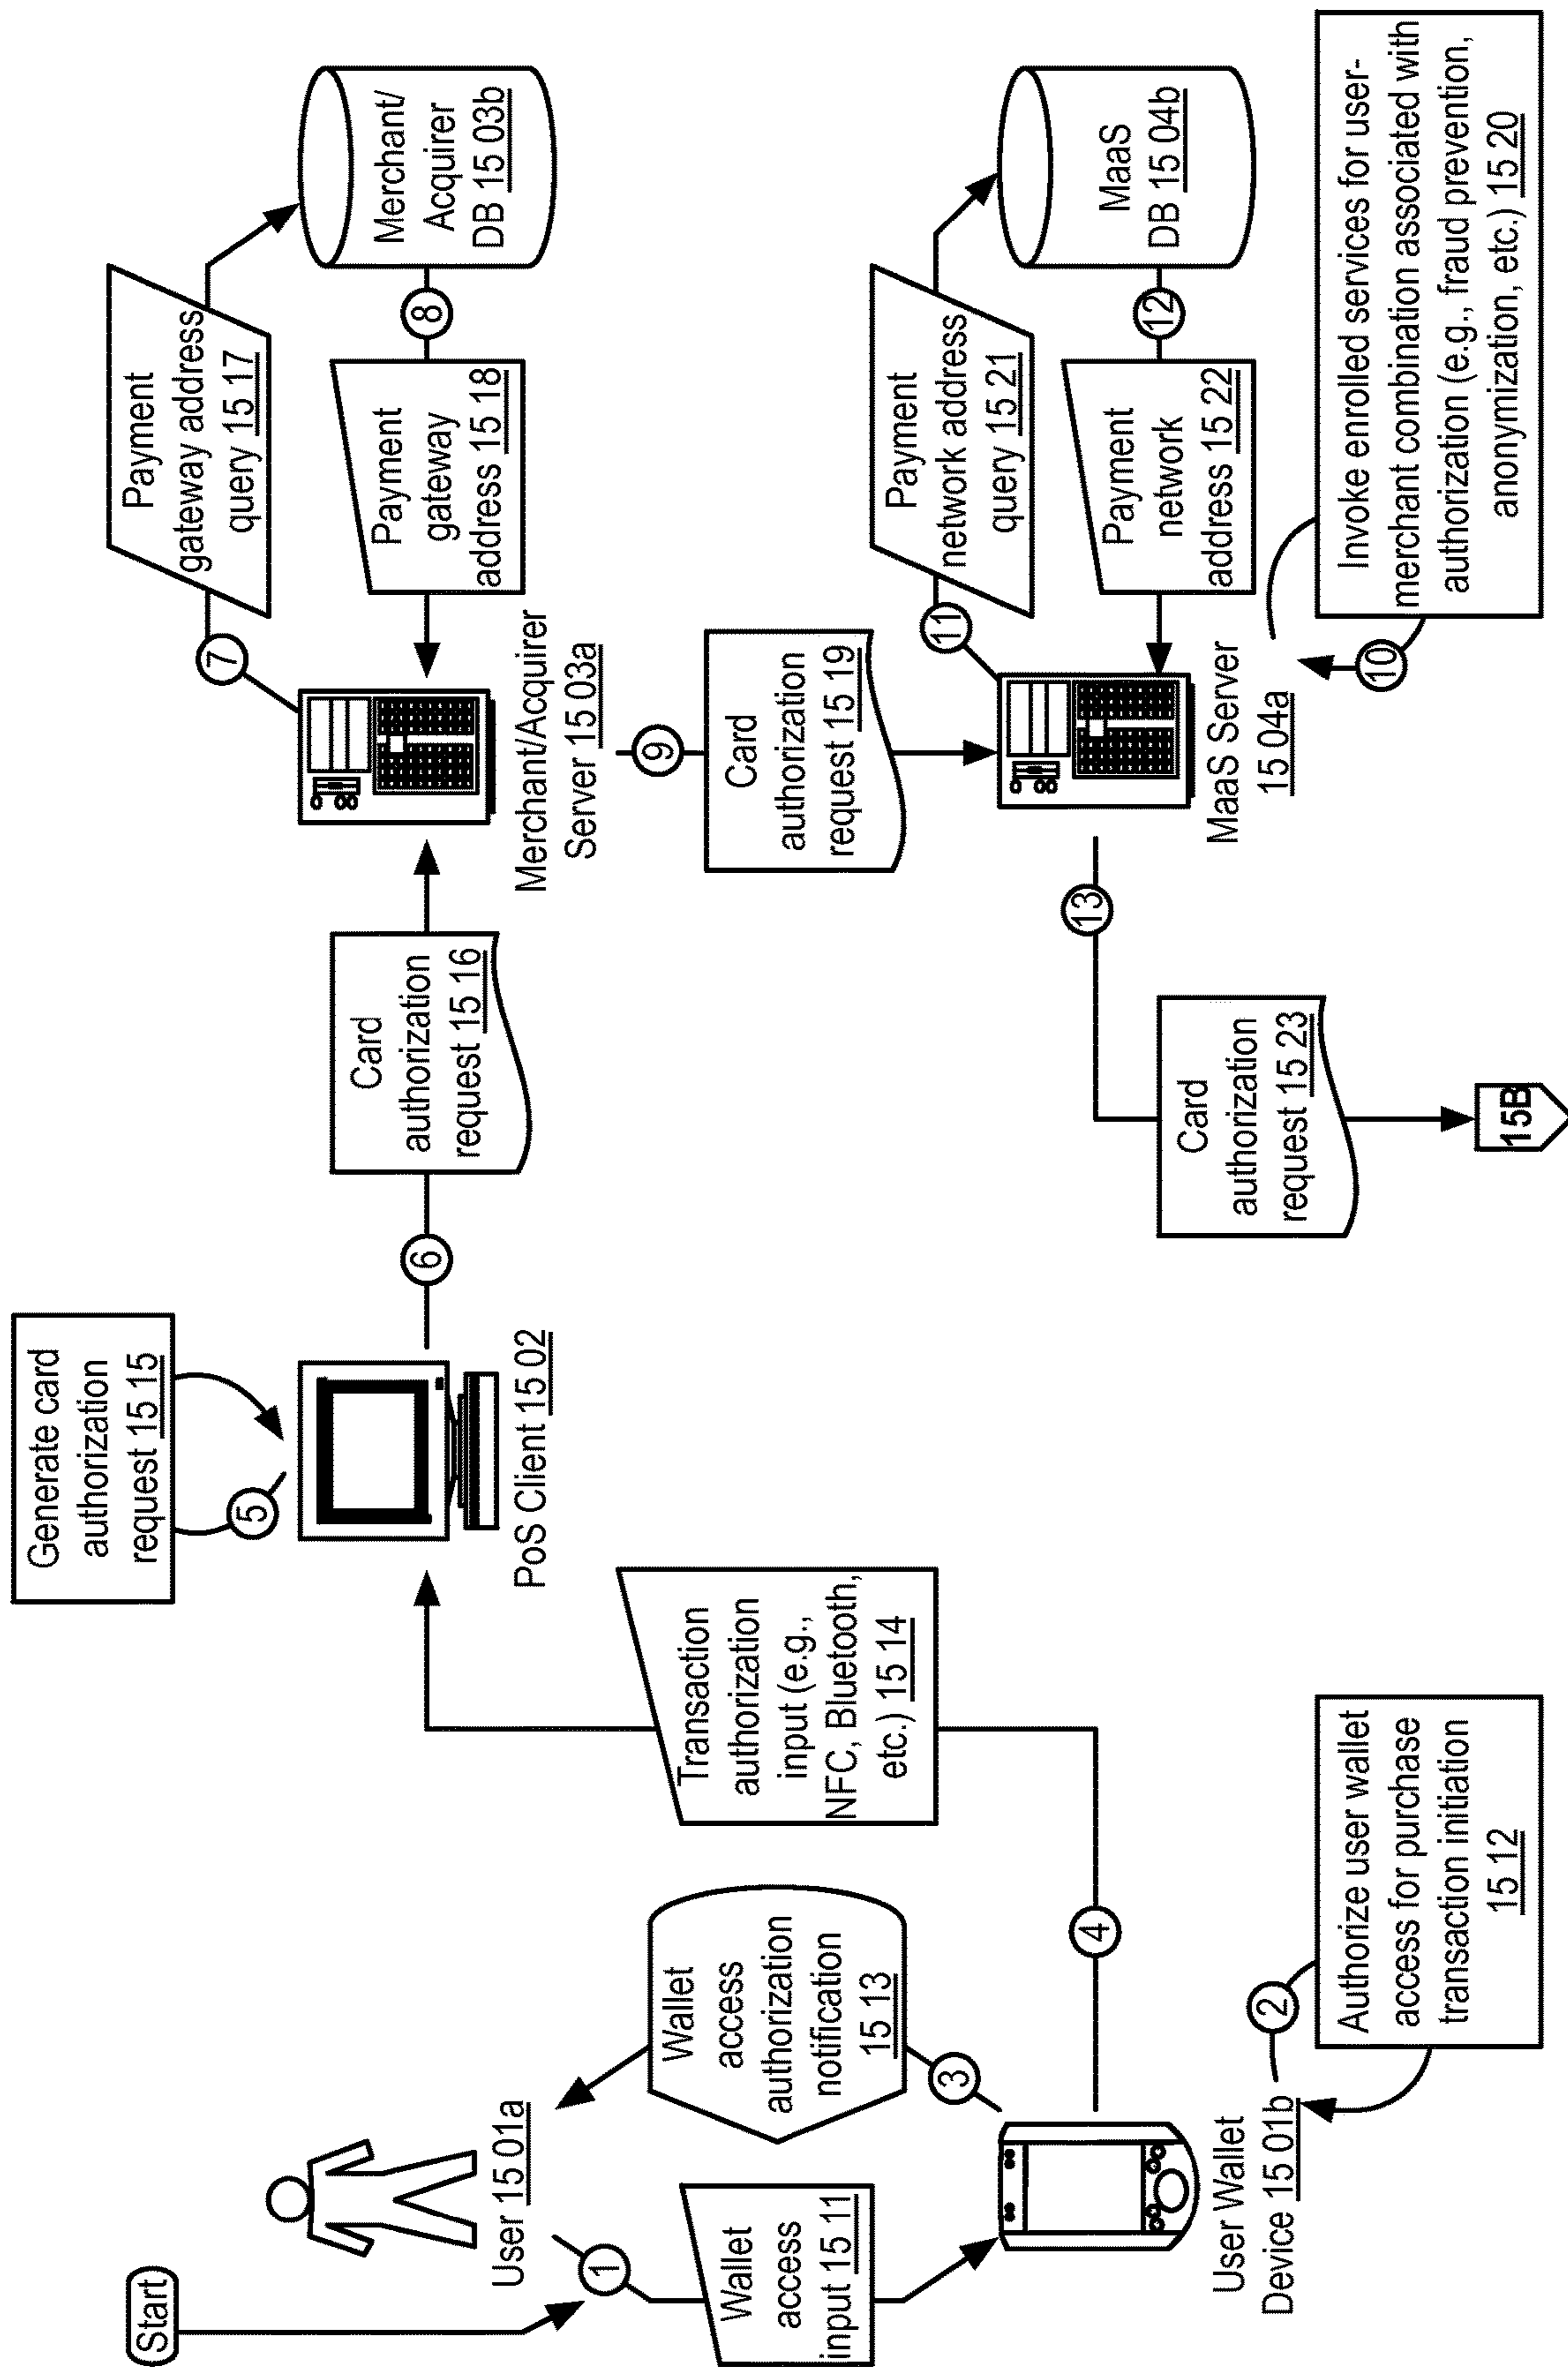 Start
User 15 01a
1
Wallet
access
input 15 11
User Wallet
Device 15 01b
2
Authorize user wallet
access for purchase
transaction initiation
15 12
3
Wallet
access
authorization
notification
15 13
4
Transaction
authorization
input (e.g.,
NFC, Bluetooth,
etc.) 15 14
PoS Client 15 02
5
Generate card
authorization
request 15 15
6
Card
authorization
request 15 16
Merchant/Acquirer
Server 15 03a
7
Payment
gateway address
query 15 17
Merchant/
Acquirer
DB 15 03b
8
Payment
gateway
address 15 18
9
Card
authorization
request 15 19
MaaS Server
15 04a
10
Invoke enrolled services for user-
merchant combination associated with
authorization (e.g., fraud prevention,
anonymization, etc.) 15 20
11
Payment
network address
query 15 21
MaaS
DB 15 04b
12
Payment
network
address 15 22
13
Card
authorization
request 15 23
15B